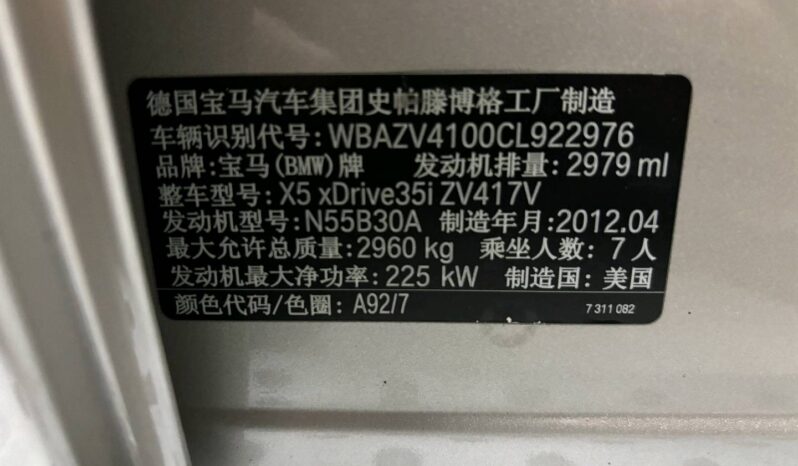 德国宝马汽车集团史帕滕博格工厂制造
车辆识别代号: WBAZV4100CL922976
品牌: 宝马(BMW)牌 发动机排量: 2979 ml
整车型号: X5 xDrive35i ZV417V
发动机型号: N55B30A 制造年月: 2012.04
最大允许总质量: 2960 kg 乘坐人数: 7人
发动机最大净功率: 225 kW 制造国: 美国
颜色代码/色圈: A92/7 7 311 082